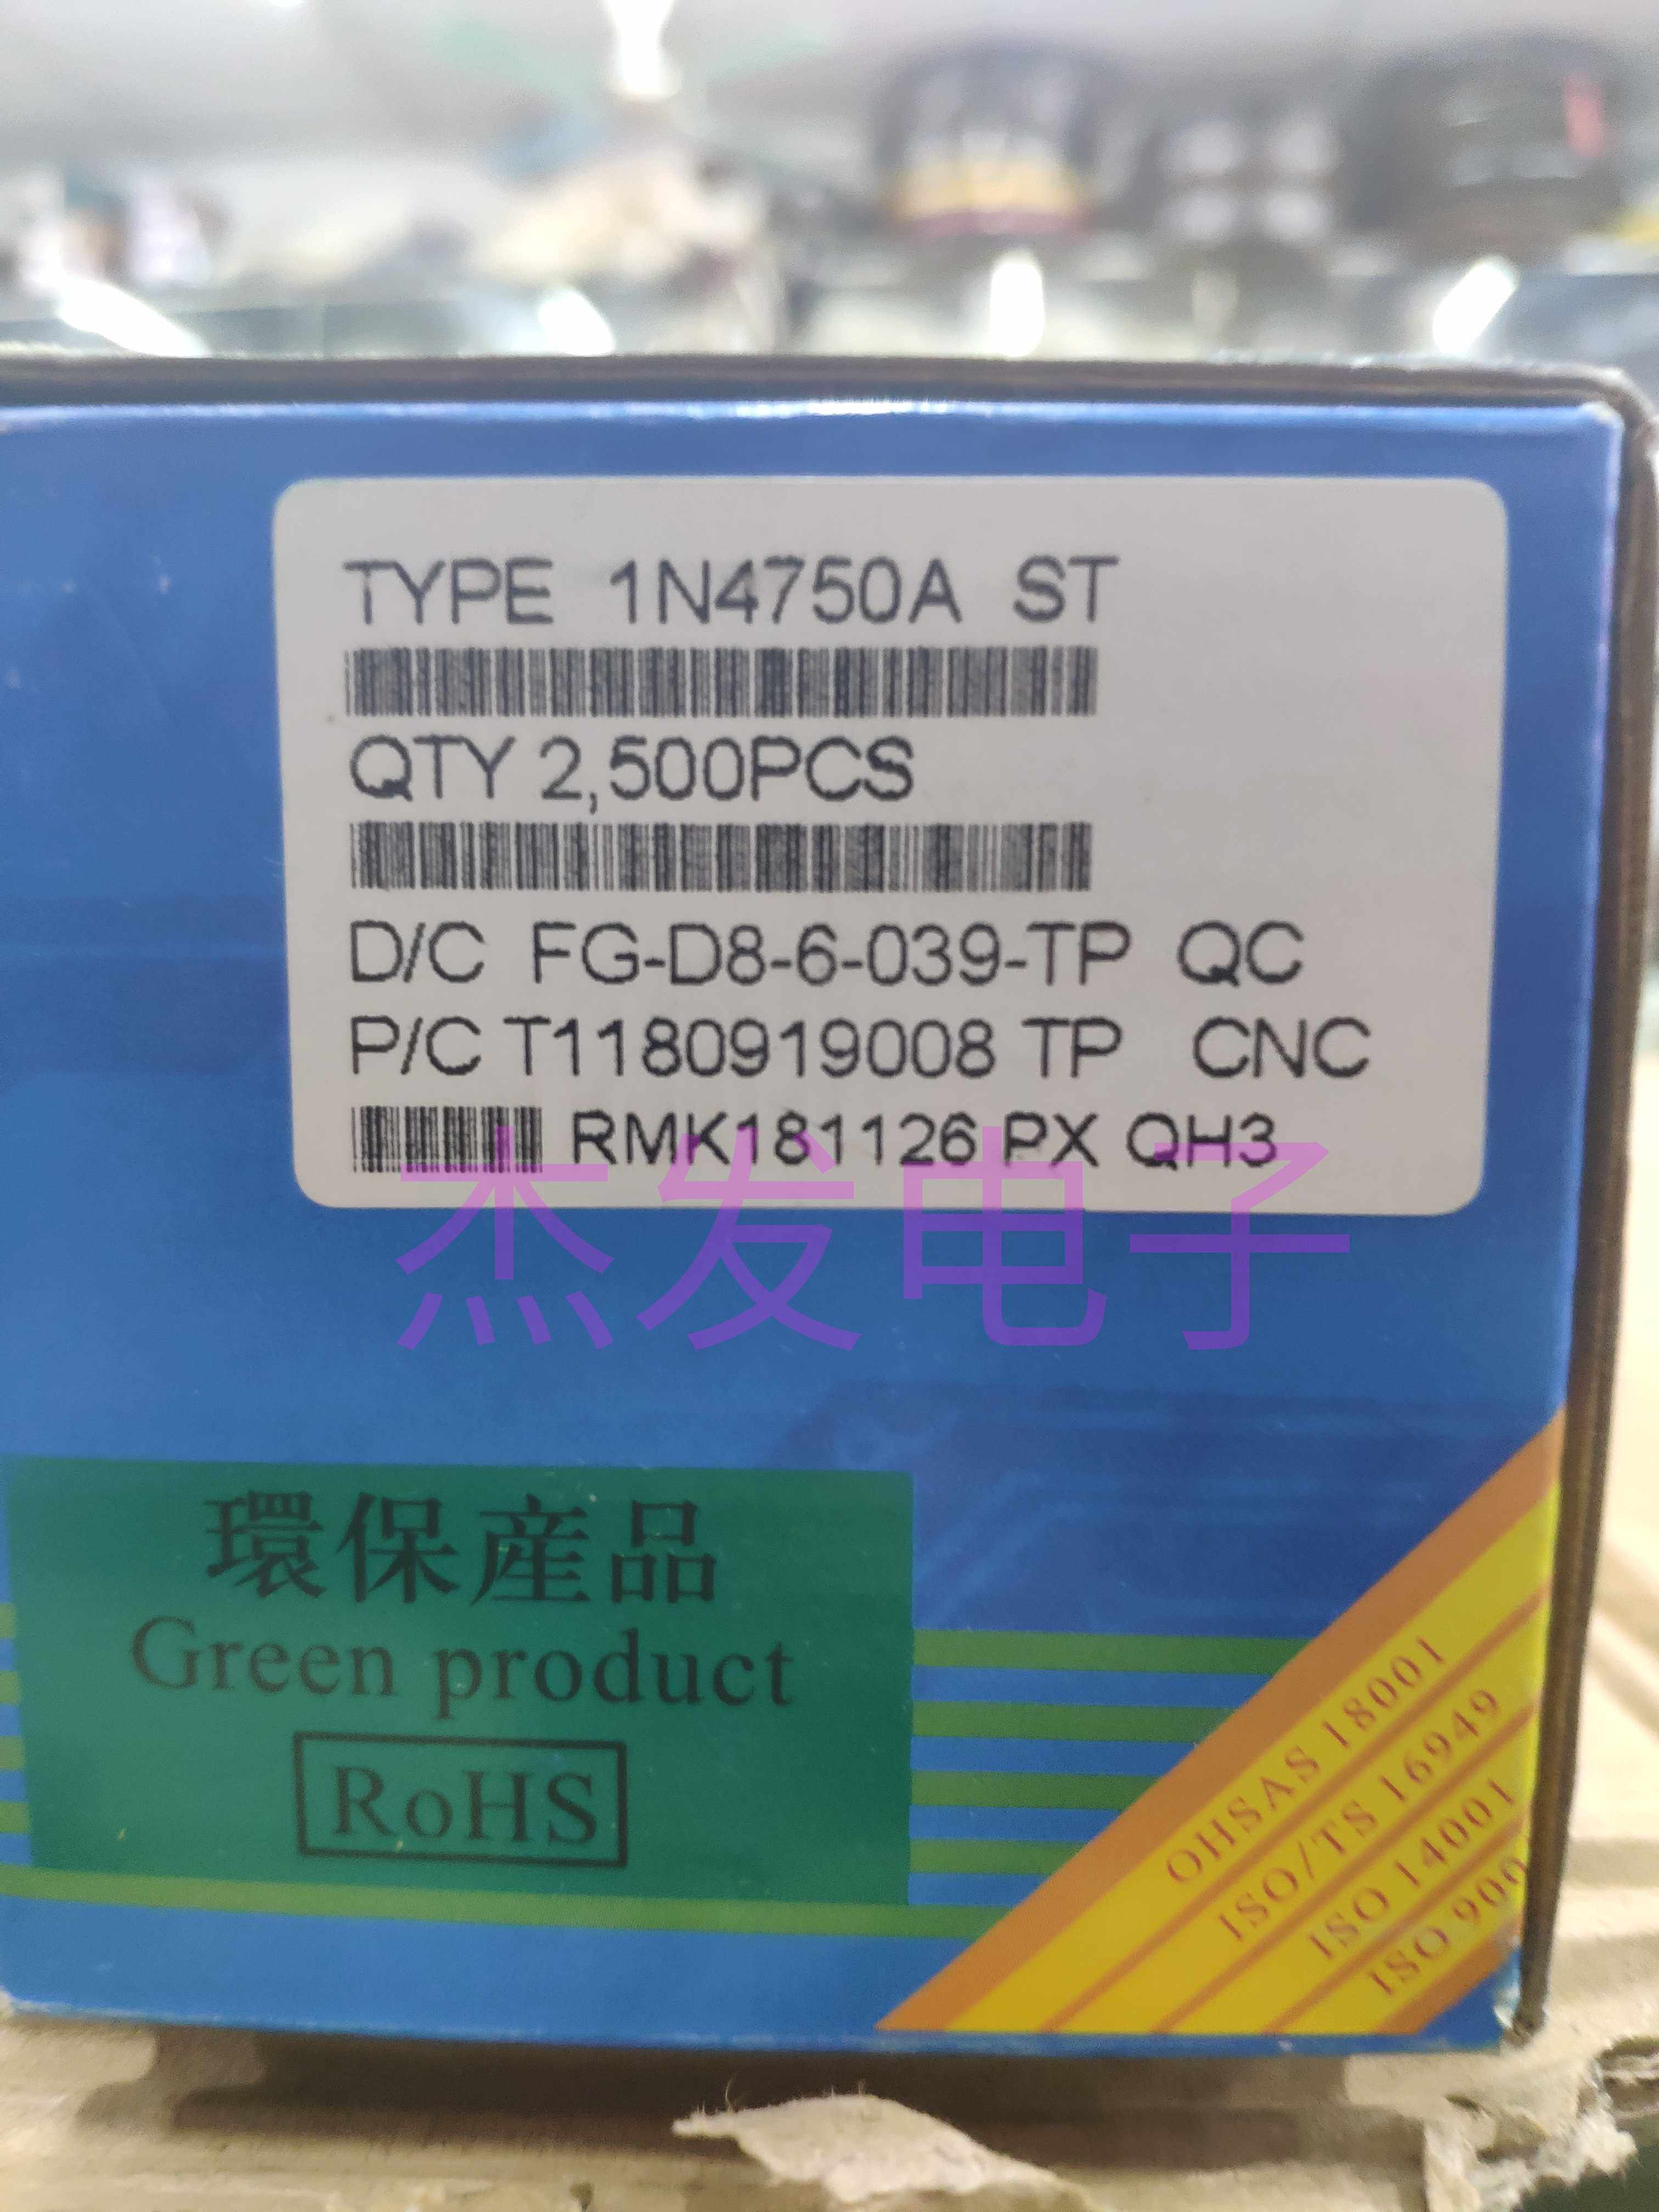 TYPE 1N4750A ST
QTY 2,500PCS
D/C FG-D8-6-039-TP QC
P/C T1180919008 TP CNC
RMK181126 PX QH3
杰发电子
環保産品
Green product
RoHS
OHSAS 18001
ISO/TS 16949
ISO 14001
ISO 900